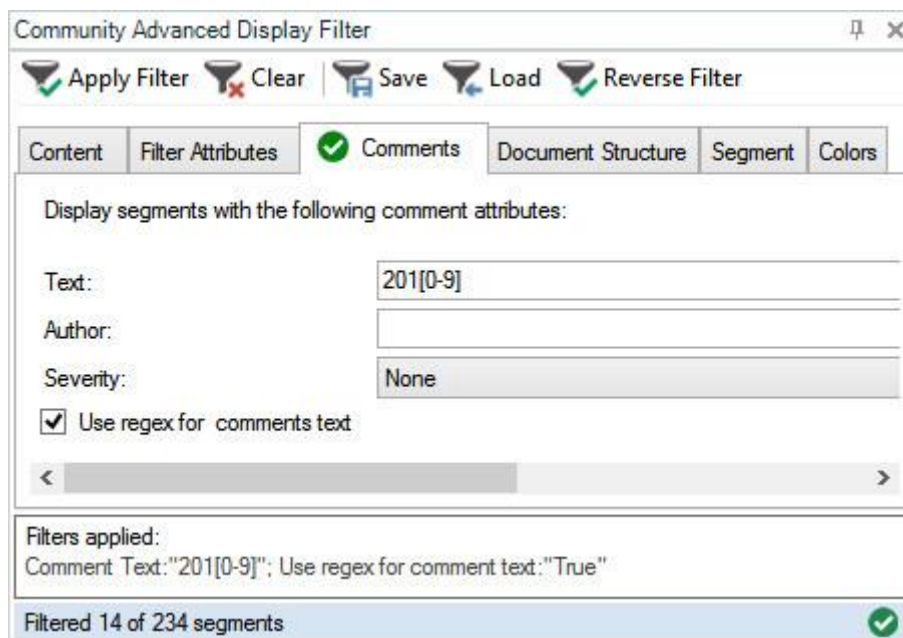 Community Advanced Display Filter
Apply Filter Clear Save Load Reverse Filter
Content Filter Attributes Comments Document Structure Segment Colors
Display segments with the following comment attributes:
Text: 201[0-9]
Author:
Severity: None
Use regex for comments text
Filters applied:
Comment Text:"201[0-9]"; Use regex for comment text:"True"
Filtered 14 of 234 segments